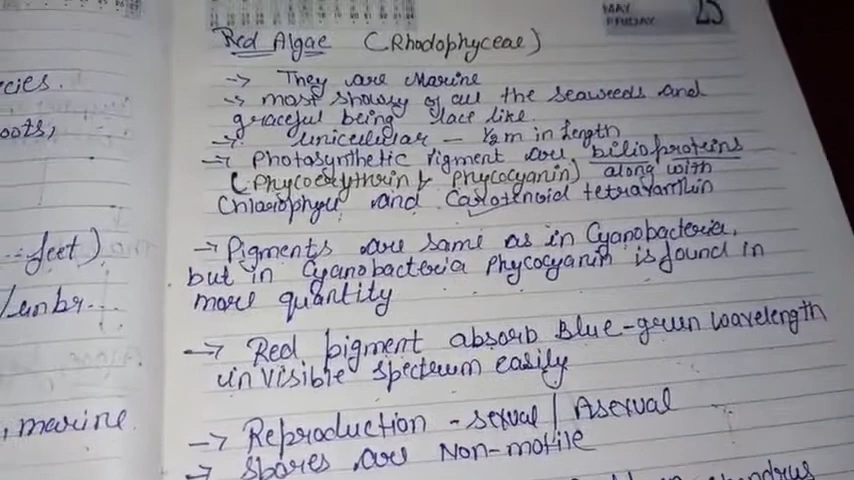 MAY
FRIDAY 25
Red Algae (Rhodophyceae)
-> They are Marine
-> most showy of all the seaweeds and
graceful being lace like.
-> Unicellular — 1/2 m in Length
-> Photosynthetic Pigment are bilioproteins
(Phycoerythrin & Phycocyanin) along with
Chlorophyll and Carotenoid tetraxanthin
-> Pigments are same as in Cyanobacteria,
but in Cyanobacteria Phycocyanin is found in
more quantity
-> Red pigment absorb Blue-green wavelength
in visible spectrum easily
-> Reproduction - sexual / Asexual
-> Spores are Non-motile
cies.
oots,
feet)
marine